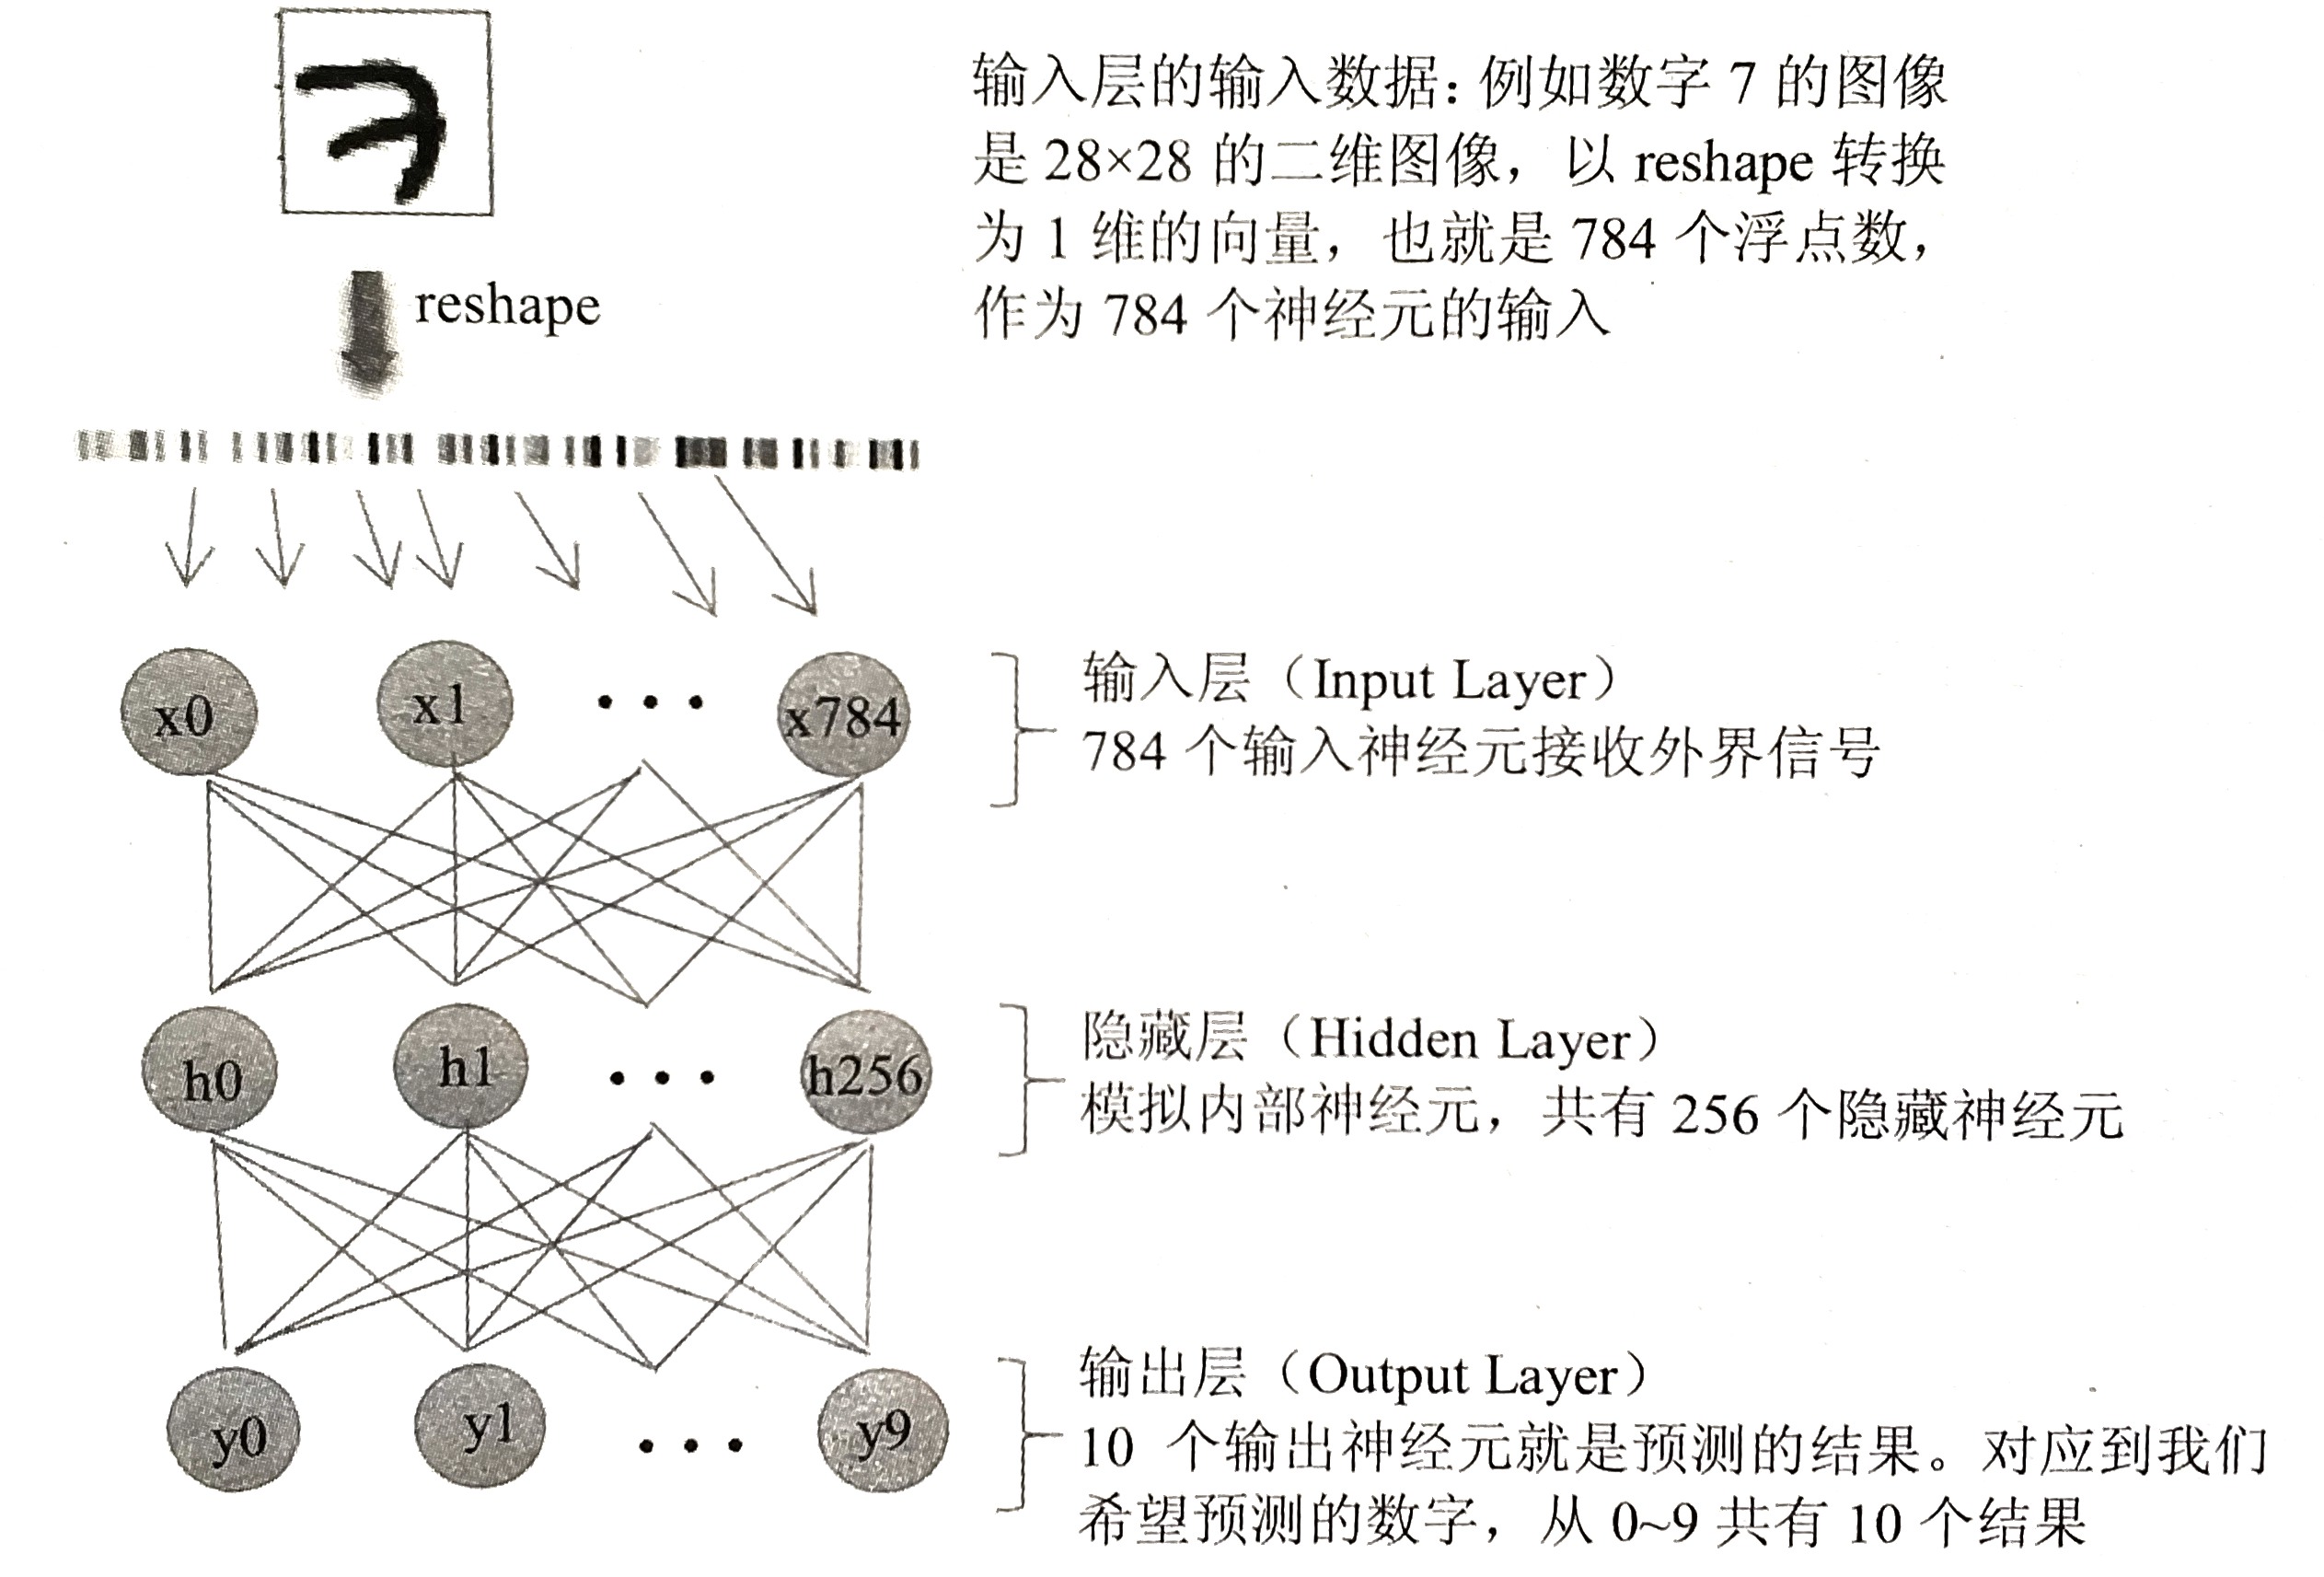 输入层的输入数据：例如数字 7 的图像
是 28×28 的二维图像，以 reshape 转换
为 1 维的向量，也就是 784 个浮点数，
作为 784 个神经元的输入
reshape
x0 x1 ··· x784
输入层（Input Layer）
784 个输入神经元接收外界信号
h0 h1 ··· h256
隐藏层（Hidden Layer）
模拟内部神经元，共有 256 个隐藏神经元
y0 y1 ··· y9
输出层（Output Layer）
10 个输出神经元就是预测的结果。对应到我们
希望预测的数字，从 0~9 共有 10 个结果